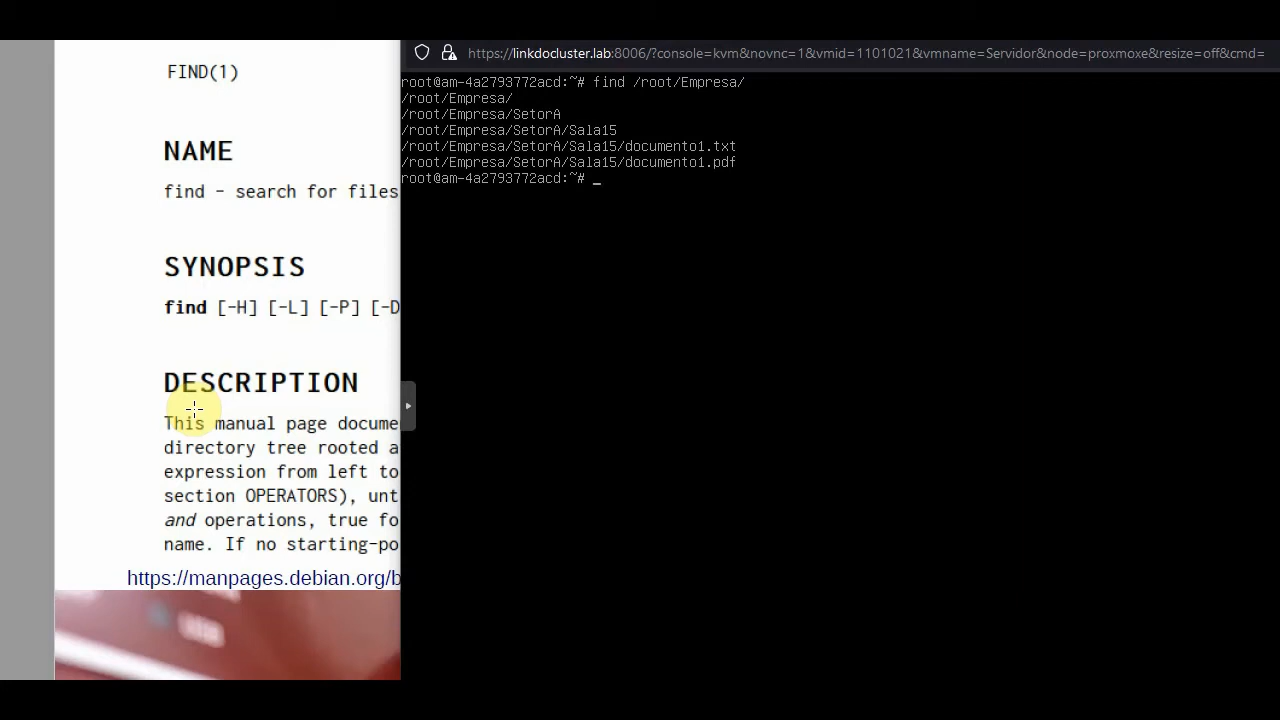 FIND(1)
NAME
find - search for files
SYNOPSIS
find [-H] [-L] [-P] [-D
DESCRIPTION
This manual page docume
directory tree rooted a
expression from left to
section OPERATORS), unt
and operations, true fo
name. If no starting-po
https://manpages.debian.org/b
https://linkdocluster.lab:8006/?console=kvm&novnc=1&vmid=1101021&vmname=Servidor&node=proxmoxe&resize=off&cmd=
root@am-4a2793772acd:~# find /root/Empresa/
/root/Empresa/
/root/Empresa/SetorA
/root/Empresa/SetorA/Sala15
/root/Empresa/SetorA/Sala15/documento1.txt
/root/Empresa/SetorA/Sala15/documento1.pdf
root@am-4a2793772acd:~# _